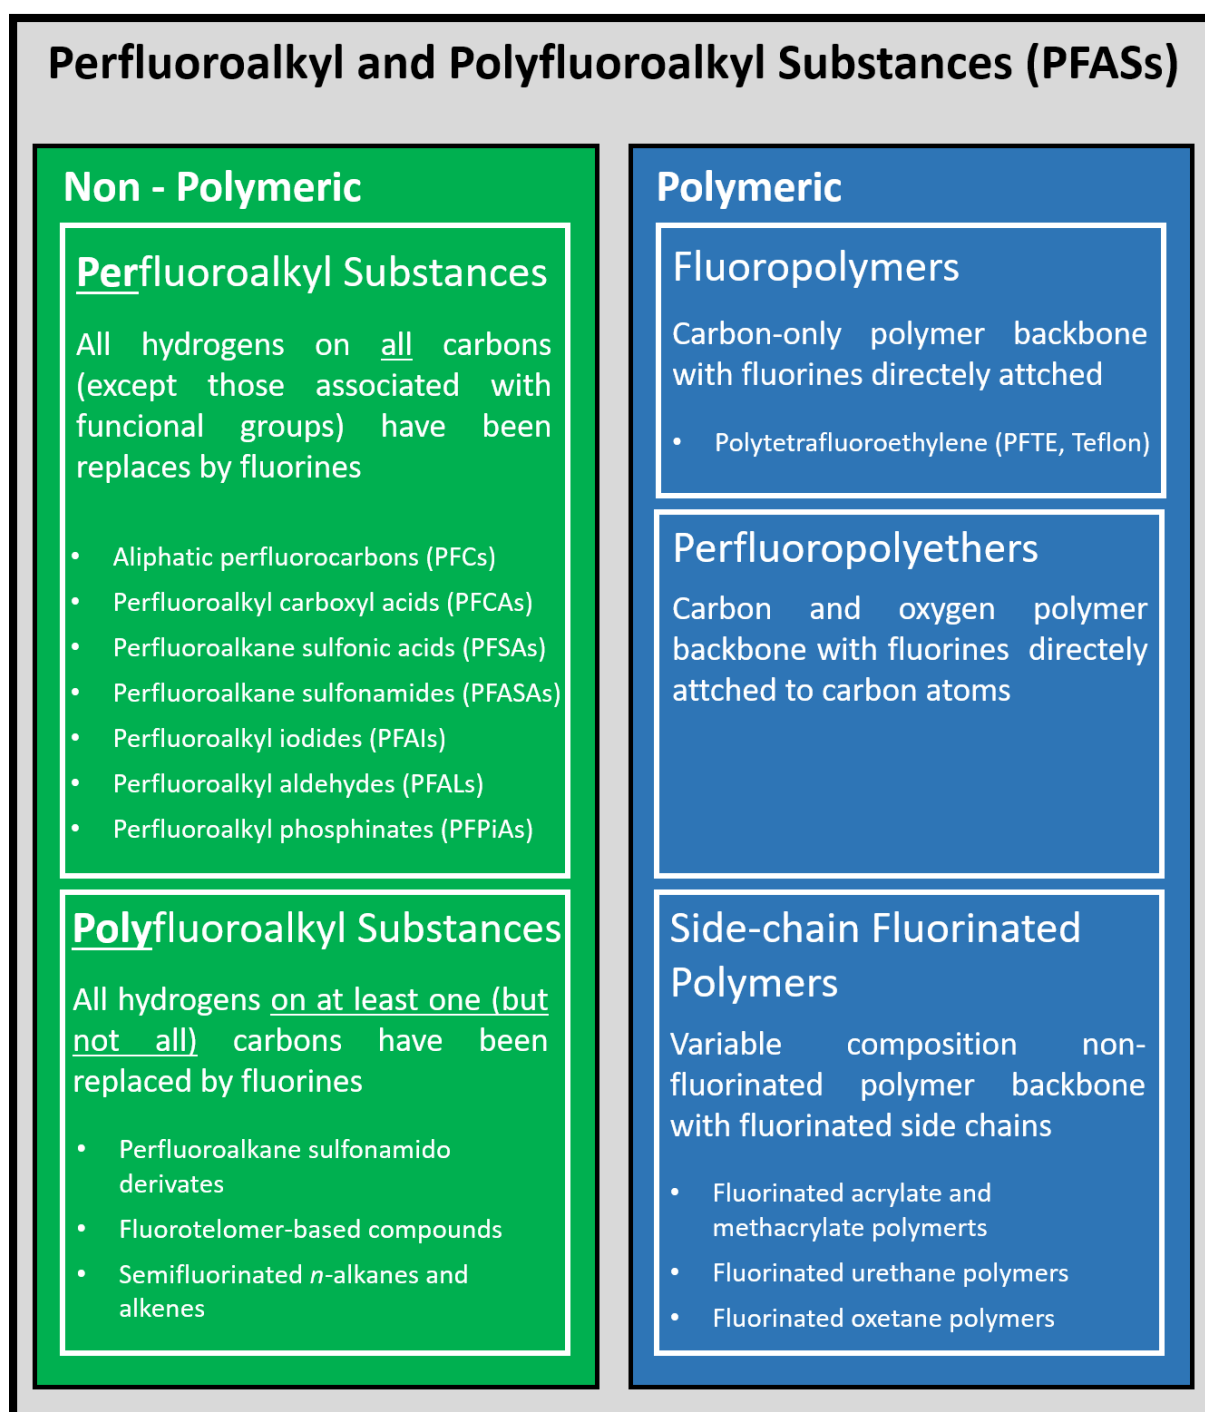 Perfluoroalkyl and Polyfluoroalkyl Substances (PFASs)
Non - Polymeric
Perfluoroalkyl Substances
All hydrogens on all carbons
(except those associated with
funcional groups) have been
replaces by fluorines
• Aliphatic perfluorocarbons (PFCs)
• Perfluoroalkyl carboxyl acids (PFCAs)
• Perfluoroalkane sulfonic acids (PFSAs)
• Perfluoroalkane sulfonamides (PFASAs)
• Perfluoroalkyl iodides (PFAIs)
• Perfluoroalkyl aldehydes (PFALs)
• Perfluoroalkyl phosphinates (PFPiAs)
Polyfluoroalkyl Substances
All hydrogens on at least one (but
not all) carbons have been
replaced by fluorines
• Perfluoroalkane sulfonamido
derivates
• Fluorotelomer-based compounds
• Semifluorinated n-alkanes and
alkenes
Polymeric
Fluoropolymers
Carbon-only polymer backbone
with fluorines directely attched
• Polytetrafluoroethylene (PFTE, Teflon)
Perfluoropolyethers
Carbon and oxygen polymer
backbone with fluorines directely
attched to carbon atoms
Side-chain Fluorinated
Polymers
Variable composition non-
fluorinated polymer backbone
with fluorinated side chains
• Fluorinated acrylate and
methacrylate polymerts
• Fluorinated urethane polymers
• Fluorinated oxetane polymers